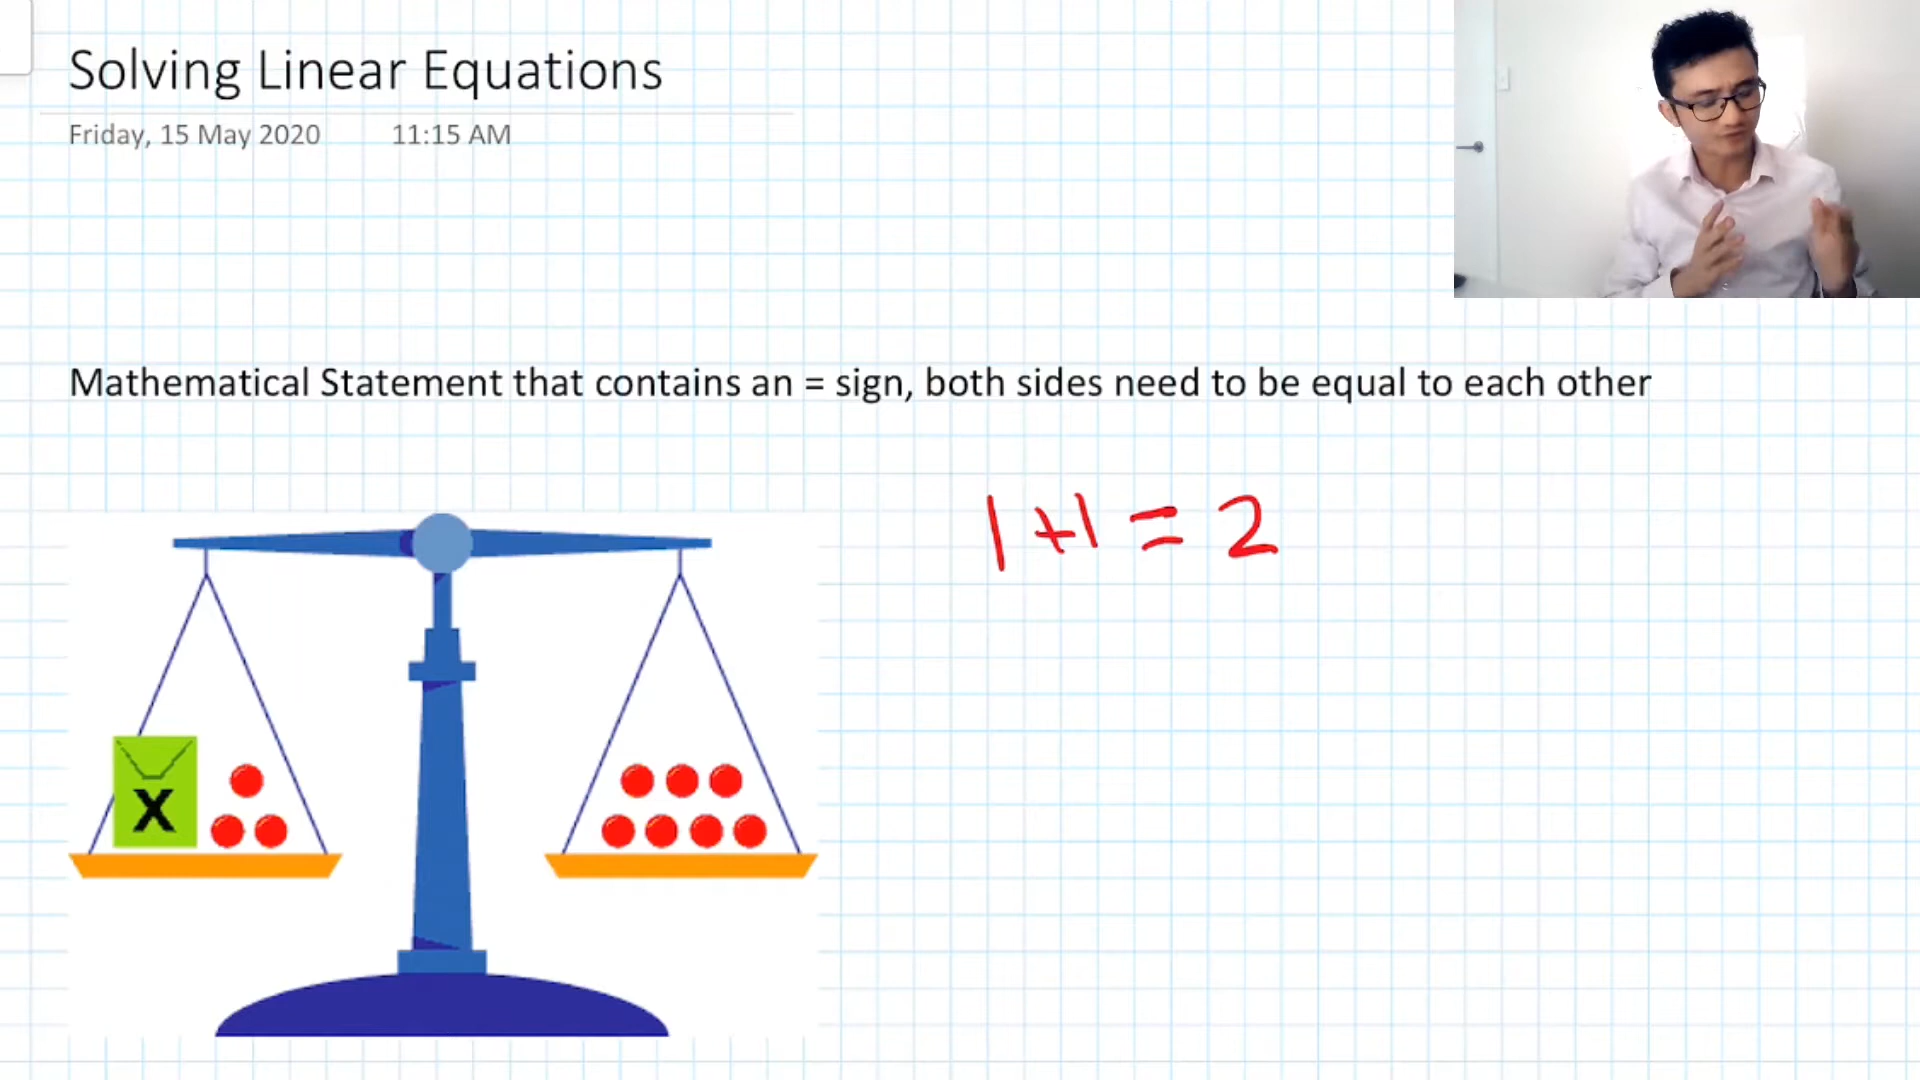 Solving Linear Equations
Friday, 15 May 2020 11:15 AM
Mathematical Statement that contains an = sign, both sides need to be equal to each other
1+1=2
X